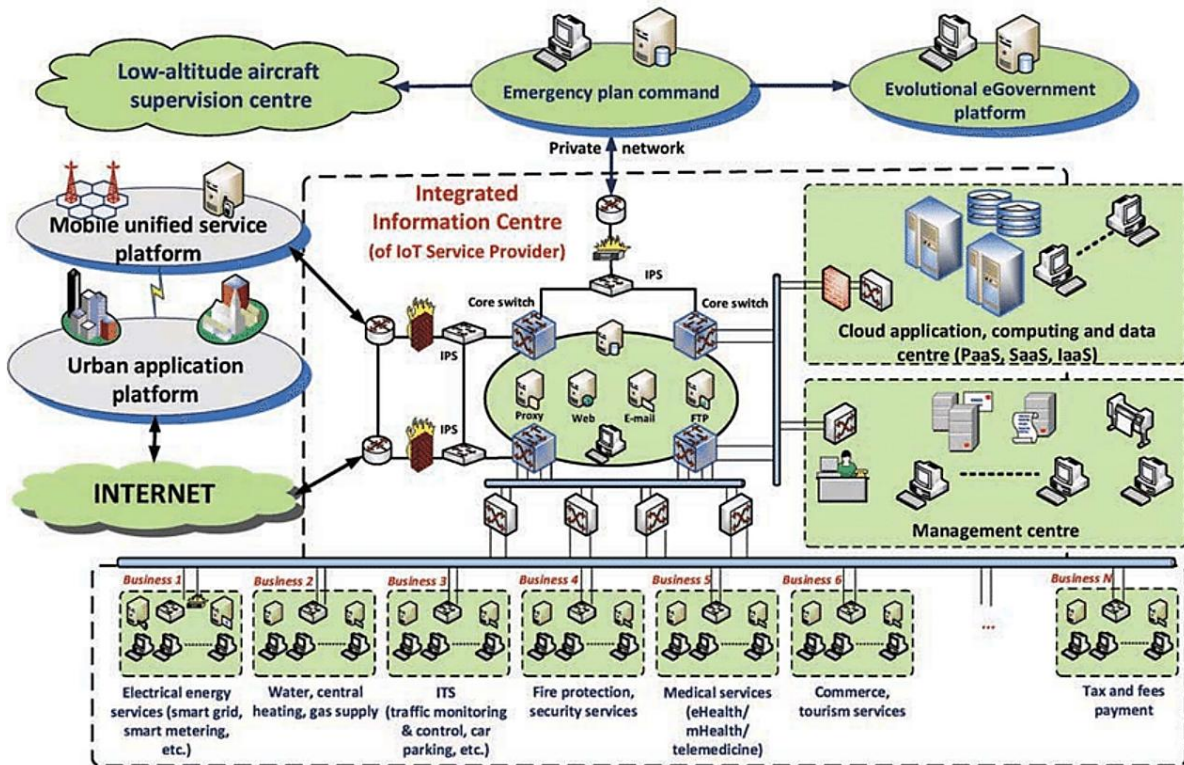 Low-altitude aircraft
supervision centre
Emergency plan command
Evolutional eGovernment
platform
Private network
Mobile unified service
platform
Integrated
Information Centre
(of IoT Service Provider)
IPS
Core switch
Core switch
Urban application
platform
IPS
IPS
Proxy
Web
E-mail
FTP
Cloud application, computing and data
centre (PaaS, SaaS, IaaS)
INTERNET
Management centre
Business 1
Business 2
Business 3
Business 4
Business 5
Business 6
...
Business N
Electrical energy
services (smart grid,
smart metering,
etc.)
Water, central
heating, gas supply
ITS
(traffic monitoring
& control, car
parking, etc.)
Fire protection,
security services
Medical services
(eHealth/
mHealth/
telemedicine)
Commerce,
tourism services
Tax and fees
payment